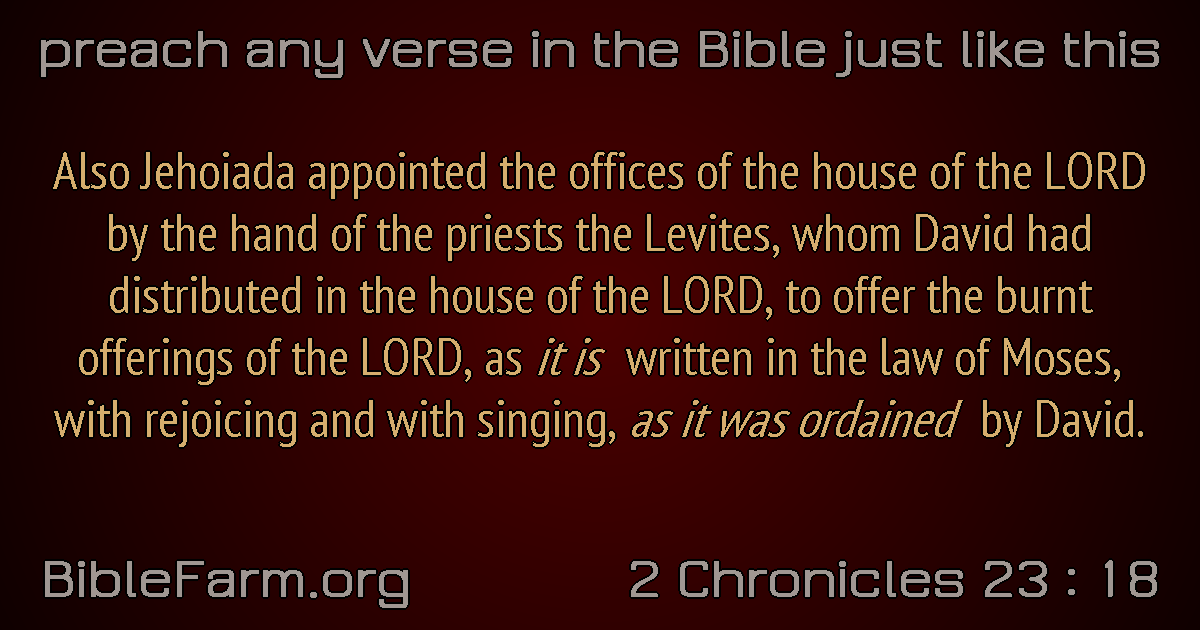 preach any verse in the Bible just like this
Also Jehoiada appointed the offices of the house of the LORD
by the hand of the priests the Levites, whom David had
distributed in the house of the LORD, to offer the burnt
offerings of the LORD, as it is written in the law of Moses,
with rejoicing and with singing, as it was ordained by David.
BibleFarm.org
2 Chronicles 23 : 18